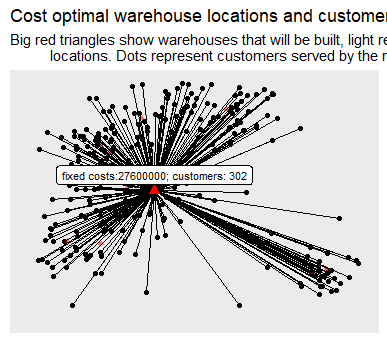 Cost optimal warehouse locations and customer
Big red triangles show warehouses that will be built, light re
locations. Dots represent customers served by the r
fixed costs:27600000; customers: 302